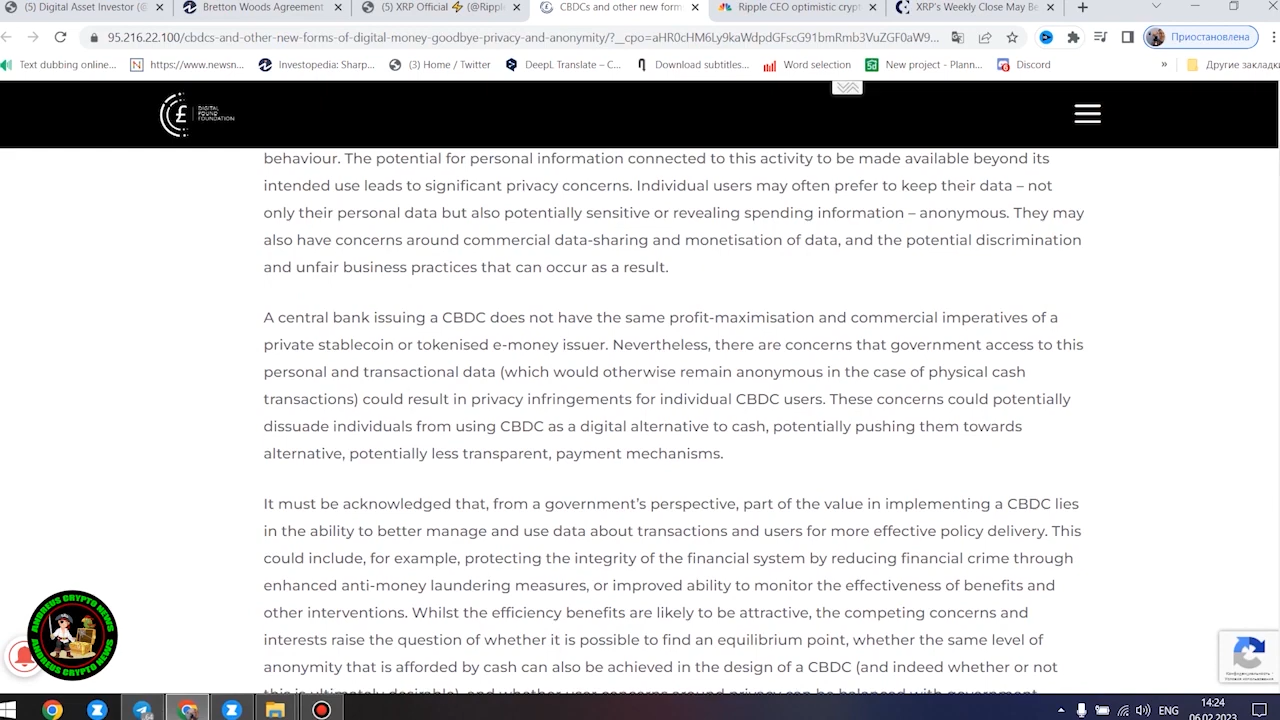 (5) Digital Asset Investor (@
Bretton Woods Agreement
(5) XRP Official ⚡ (@Rippl
CBDCs and other new form
Ripple CEO optimistic crypt
XRP's Weekly Close May Be
95.216.22.100/cbdcs-and-other-new-forms-of-digital-money-goodbye-privacy-and-anonymity/?__cpo=aHR0cHM6Ly9kaWdpdGFscG91bmRmb3VuZGF0aW9...
Приостановлена
Text dubbing online...
https://www.newsn...
Investopedia: Sharp...
(3) Home / Twitter
DeepL Translate – C...
Download subtitles...
Word selection
New project - Plann...
Discord
»
Другие закладки
DIGITAL
POUND
FOUNDATION
behaviour. The potential for personal information connected to this activity to be made available beyond its
intended use leads to significant privacy concerns. Individual users may often prefer to keep their data – not
only their personal data but also potentially sensitive or revealing spending information – anonymous. They may
also have concerns around commercial data-sharing and monetisation of data, and the potential discrimination
and unfair business practices that can occur as a result.
A central bank issuing a CBDC does not have the same profit-maximisation and commercial imperatives of a
private stablecoin or tokenised e-money issuer. Nevertheless, there are concerns that government access to this
personal and transactional data (which would otherwise remain anonymous in the case of physical cash
transactions) could result in privacy infringements for individual CBDC users. These concerns could potentially
dissuade individuals from using CBDC as a digital alternative to cash, potentially pushing them towards
alternative, potentially less transparent, payment mechanisms.
It must be acknowledged that, from a government's perspective, part of the value in implementing a CBDC lies
in the ability to better manage and use data about transactions and users for more effective policy delivery. This
could include, for example, protecting the integrity of the financial system by reducing financial crime through
enhanced anti-money laundering measures, or improved ability to monitor the effectiveness of benefits and
other interventions. Whilst the efficiency benefits are likely to be attractive, the competing concerns and
interests raise the question of whether it is possible to find an equilibrium point, whether the same level of
anonymity that is afforded by cash can also be achieved in the design of a CBDC (and indeed whether or not
ANDREUS CRYPTO NEWS
ANDREUS CRYPTO NEWS
Конфиденциальность -
Условия использования
ENG
14:24
06.02.2023